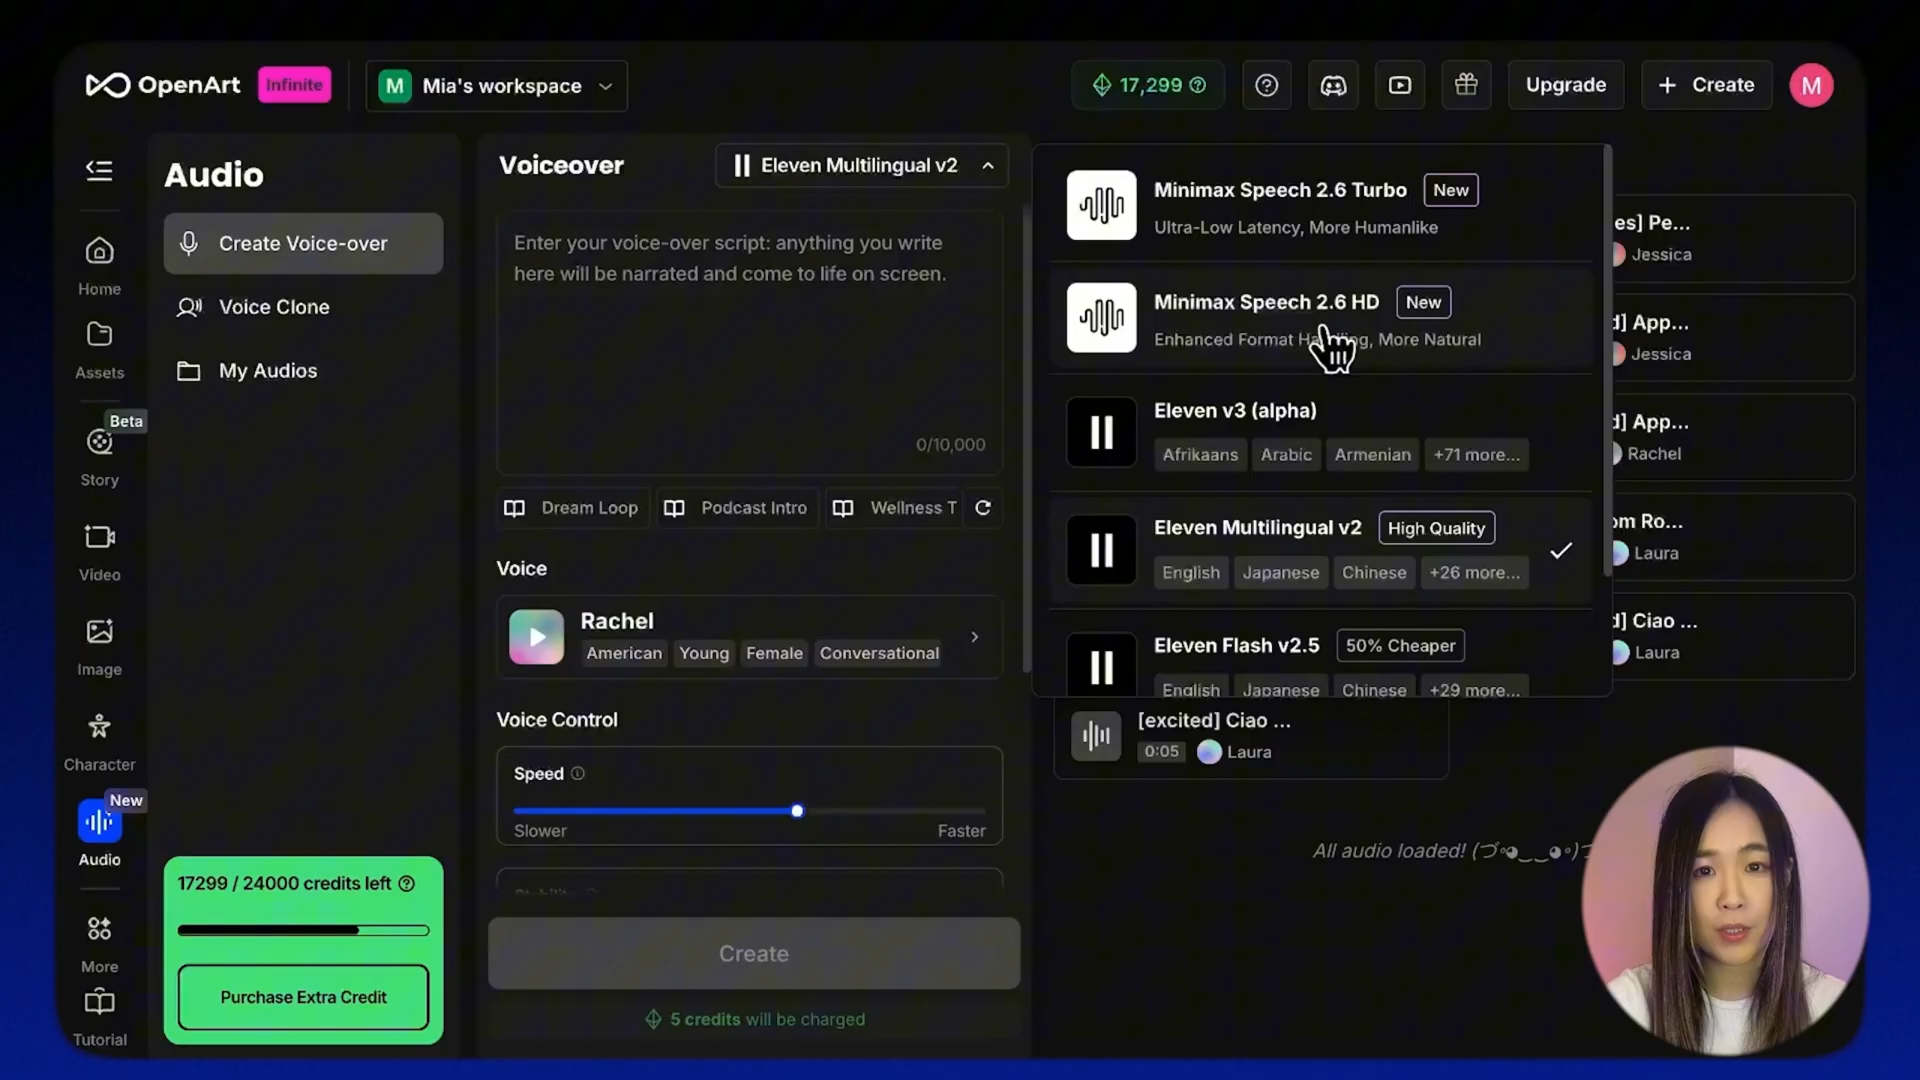 OpenArt
Infinite
M
Mia's workspace
17,299
Upgrade
+ Create
M
Home
Assets
Beta
Story
Video
Image
Character
New
Audio
More
Tutorial
Audio
Create Voice-over
Voice Clone
My Audios
17299 / 24000 credits left
Purchase Extra Credit
Voiceover
Eleven Multilingual v2
Enter your voice-over script: anything you write
here will be narrated and come to life on screen.
0/10,000
Dream Loop
Podcast Intro
Wellness T
Voice
Rachel
American
Young
Female
Conversational
Voice Control
Speed
Slower
Faster
Create
5 credits will be charged
Minimax Speech 2.6 Turbo
New
Ultra-Low Latency, More Humanlike
Minimax Speech 2.6 HD
New
Enhanced Format Handling, More Natural
Eleven v3 (alpha)
Afrikaans
Arabic
Armenian
+71 more...
Eleven Multilingual v2
High Quality
English
Japanese
Chinese
+26 more...
Eleven Flash v2.5
50% Cheaper
English
Japanese
Chinese
+29 more...
[excited] Ciao ...
0:05
Laura
es] Pe...
Jessica
d] App...
Jessica
d] App...
Rachel
om Ro...
Laura
d] Ciao ...
Laura
All audio loaded!